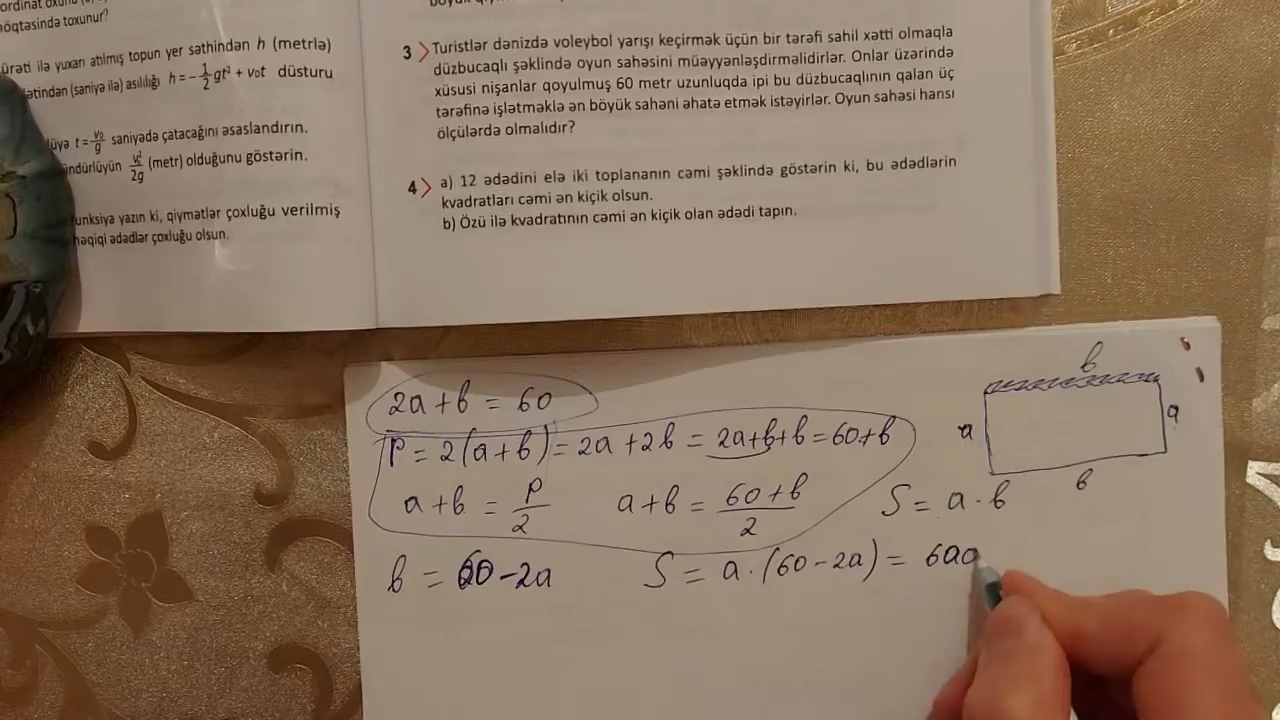 nöqtəsində toxunur?
ilə yuxarı atılmış topun yer səthindən h (metrlə)
(saniyə ilə) asılılığı h = -1/2 gt² + v₀t düsturu
t = v₀/g saniyədə çatacağını əsaslandırın.
v₀²/2g (metr) olduğunu göstərin.
funksiya yazın ki, qiymətlər çoxluğu verilmiş
həqiqi ədədlər çoxluğu olsun.
3 > Turistlər dənizdə voleybol yarışı keçirmək üçün bir tərəfi sahil xətti olmaqla
düzbucaqlı şəklində oyun sahəsini müəyyənləşdirməlidirlər. Onlar üzərində
xüsusi nişanlar qoyulmuş 60 metr uzunluqda ipi bu düzbucaqlının qalan üç
tərəfinə işlətməklə ən böyük sahəni əhatə etmək istəyirlər. Oyun sahəsi hansı
ölçülərdə olmalıdır?
4 > a) 12 ədədini elə iki toplananın cəmi şəklində göstərin ki, bu ədədlərin
kvadratları cəmi ən kiçik olsun.
b) Özü ilə kvadratının cəmi ən kiçik olan ədədi tapın.
2a + b = 60
P = 2(a+b) = 2a + 2b = 2a+b+b = 60+b
a+b = P/2 a+b = (60+b)/2
b = 60-2a S = a·(60-2a) = 60a
b
a a
b
S = a·b